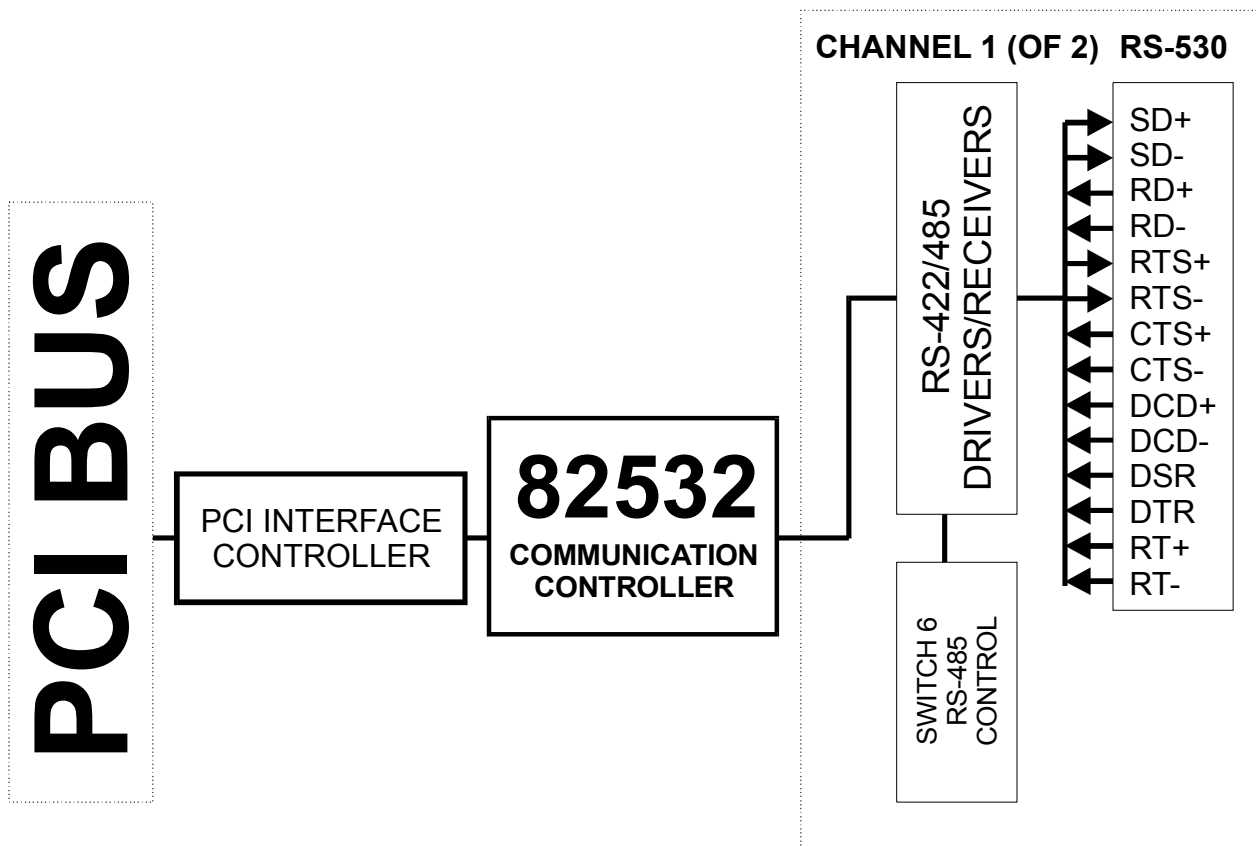 CHANNEL 1 (OF 2) RS-530
PCI BUS
PCI INTERFACE
CONTROLLER
82532
COMMUNICATION
CONTROLLER
RS-422/485
DRIVERS/RECEIVERS
SWITCH 6
RS-485
CONTROL
SD+
SD-
RD+
RD-
RTS+
RTS-
CTS+
CTS-
DCD+
DCD-
DSR
DTR
RT+
RT-